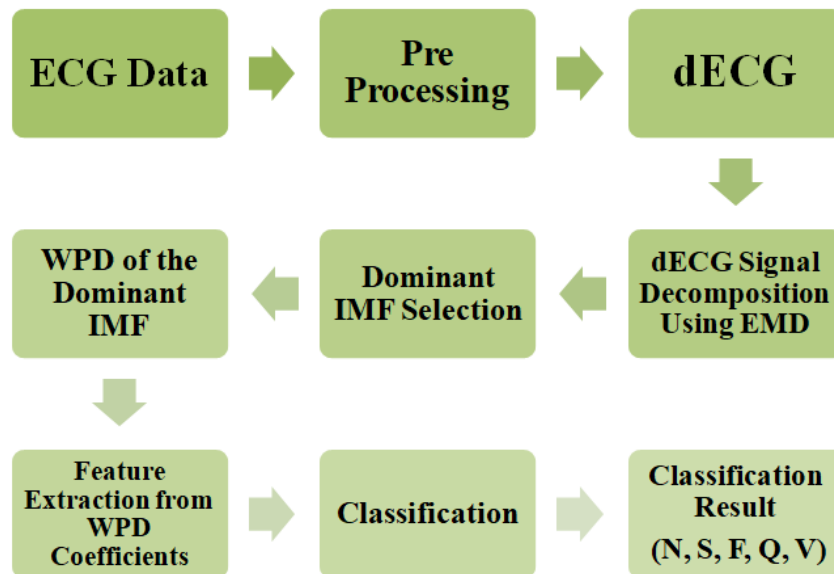 ECG Data
Pre
Processing
dECG
dECG Signal
Decomposition
Using EMD
Dominant
IMF Selection
WPD of the
Dominant
IMF
Feature
Extraction from
WPD
Coefficients
Classification
Classification
Result
(N, S, F, Q, V)